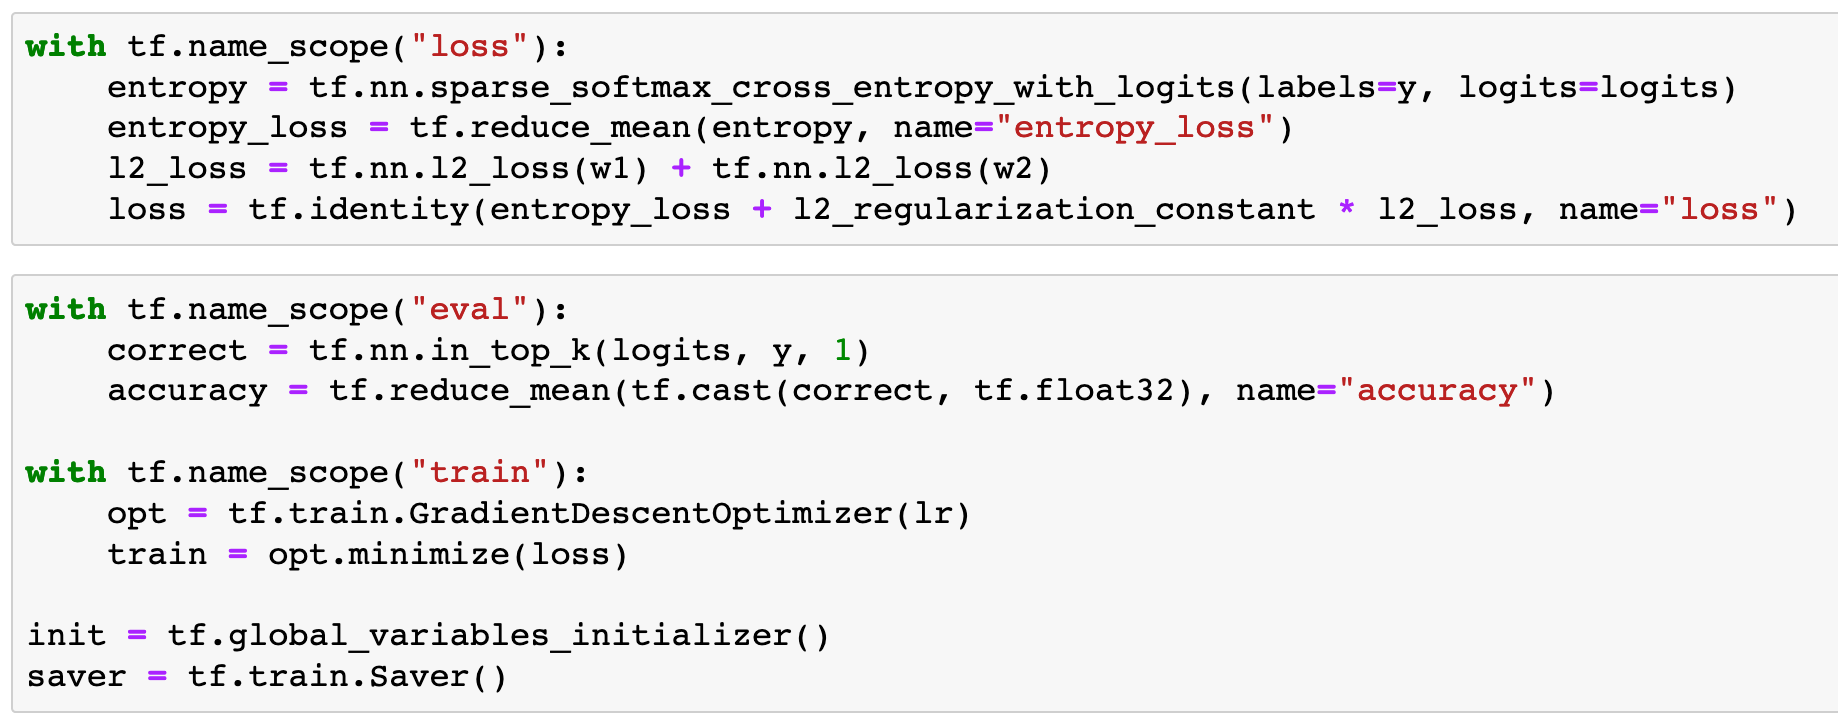 with tf.name_scope("loss"):
    entropy = tf.nn.sparse_softmax_cross_entropy_with_logits(labels=y, logits=logits)
    entropy_loss = tf.reduce_mean(entropy, name="entropy_loss")
    l2_loss = tf.nn.l2_loss(w1) + tf.nn.l2_loss(w2)
    loss = tf.identity(entropy_loss + l2_regularization_constant * l2_loss, name="loss")
with tf.name_scope("eval"):
    correct = tf.nn.in_top_k(logits, y, 1)
    accuracy = tf.reduce_mean(tf.cast(correct, tf.float32), name="accuracy")
with tf.name_scope("train"):
    opt = tf.train.GradientDescentOptimizer(lr)
    train = opt.minimize(loss)
init = tf.global_variables_initializer()
saver = tf.train.Saver()